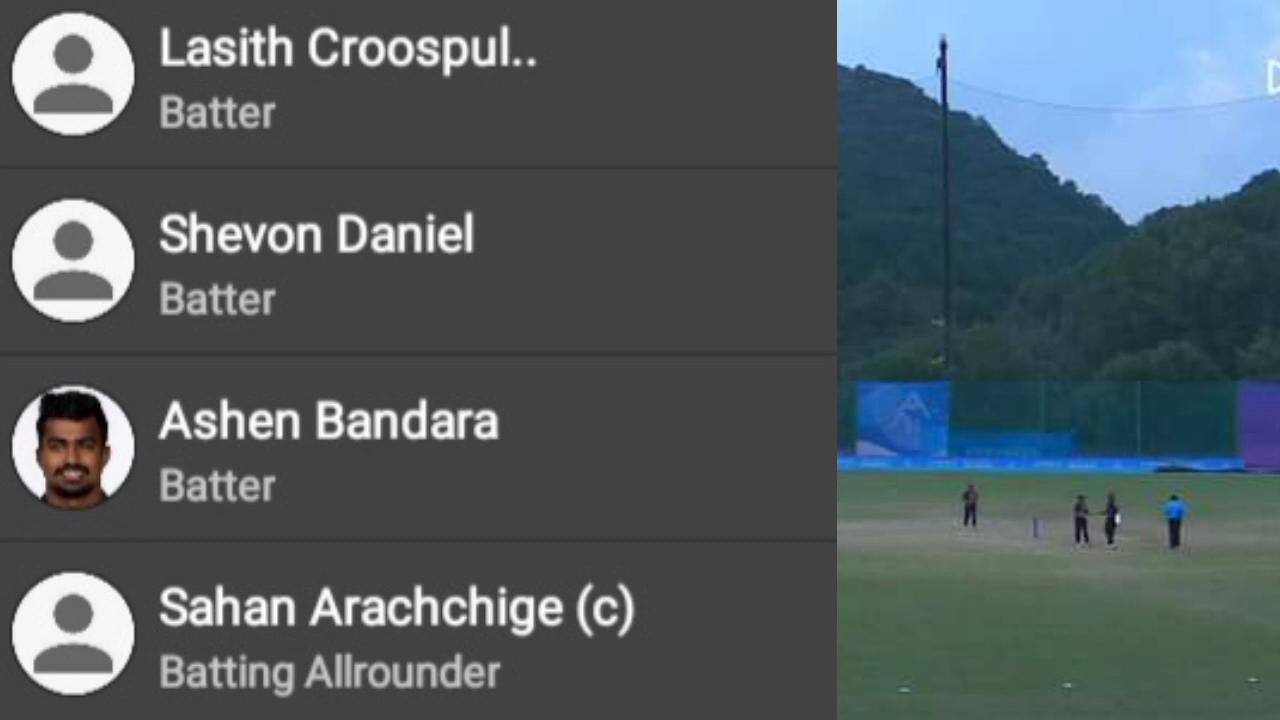 Lasith Croospul..
Batter
Shevon Daniel
Batter
Ashen Bandara
Batter
Sahan Arachchige (c)
Batting Allrounder